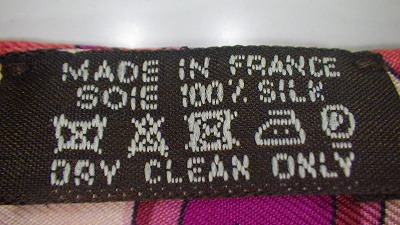 MADE IN FRANCE
SOIE 100% SILK
P
DRY CLEAN ONLY